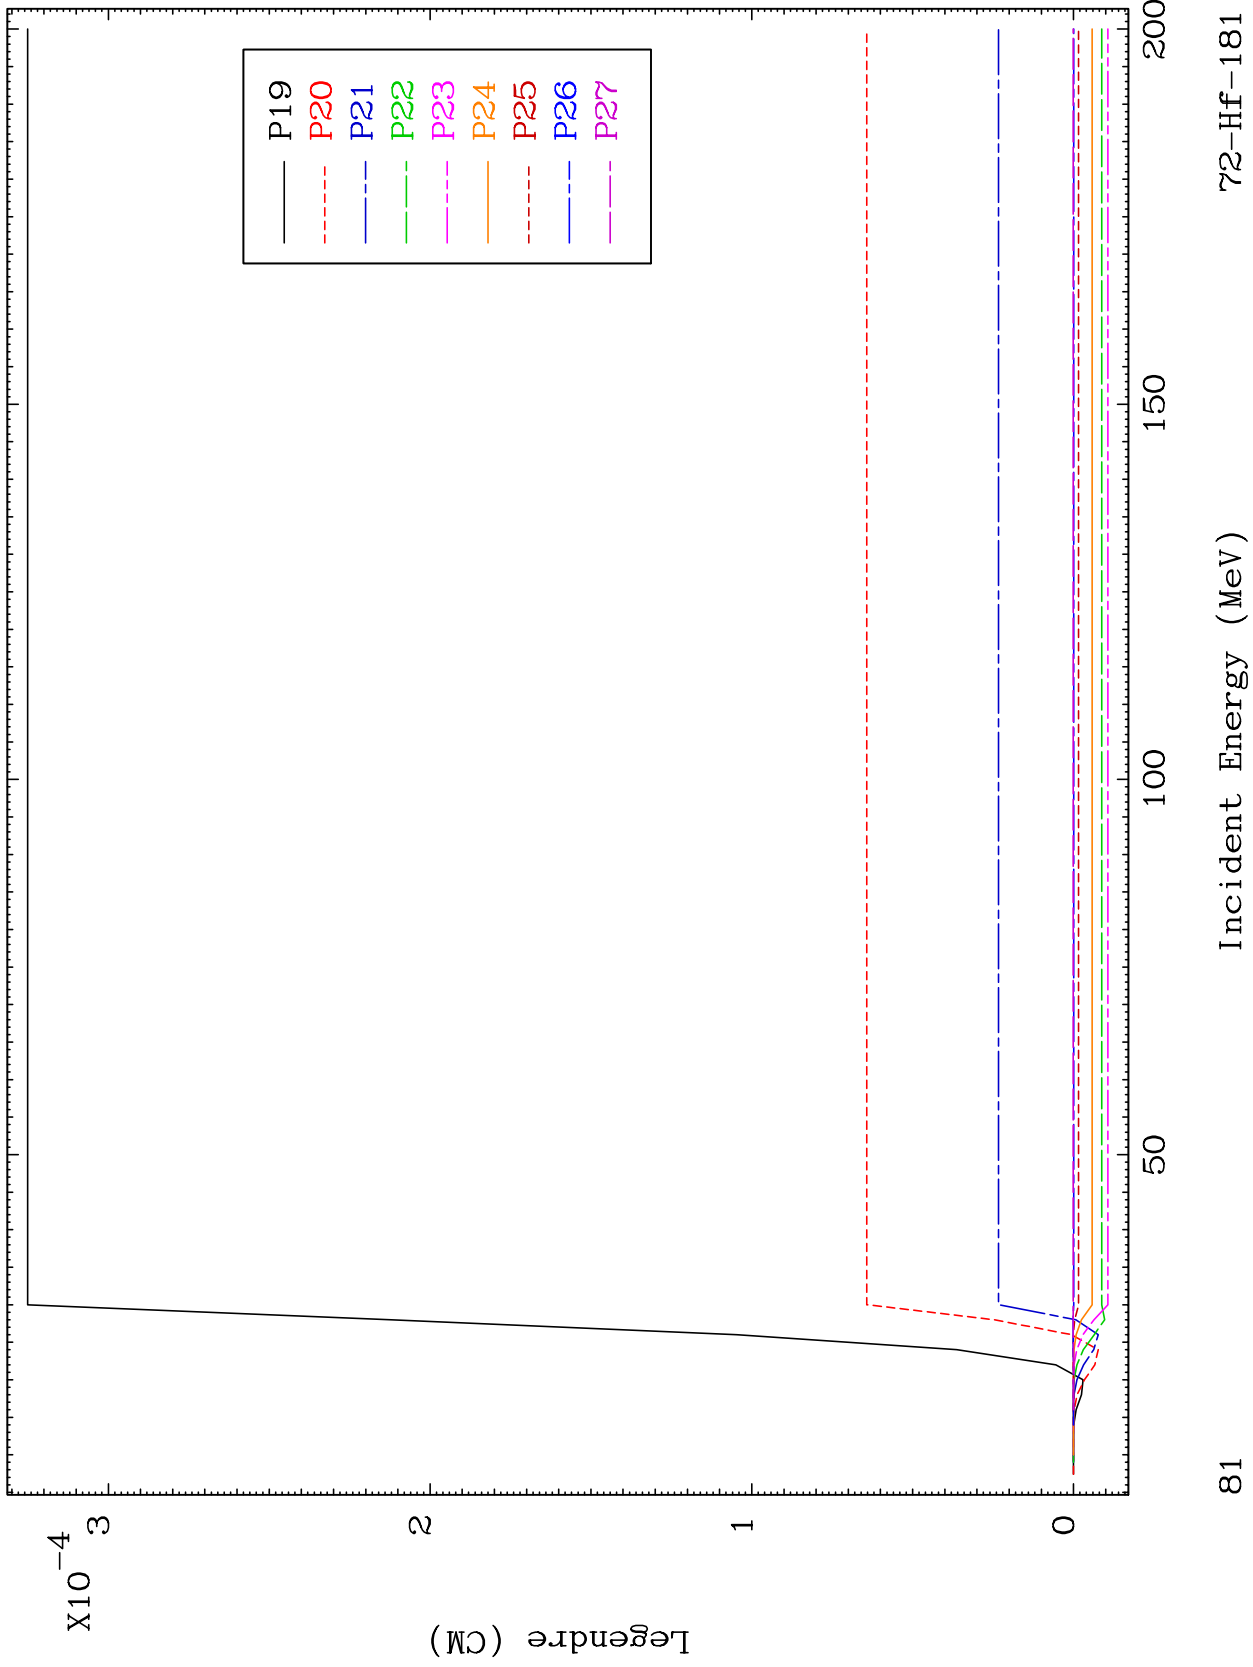 X10-4
3
2
1
0
Legendre (CM)
P19
P20
P21
P22
P23
P24
P25
P26
P27
50
100
150
200
81
Incident Energy (MeV)
72-Hf-181